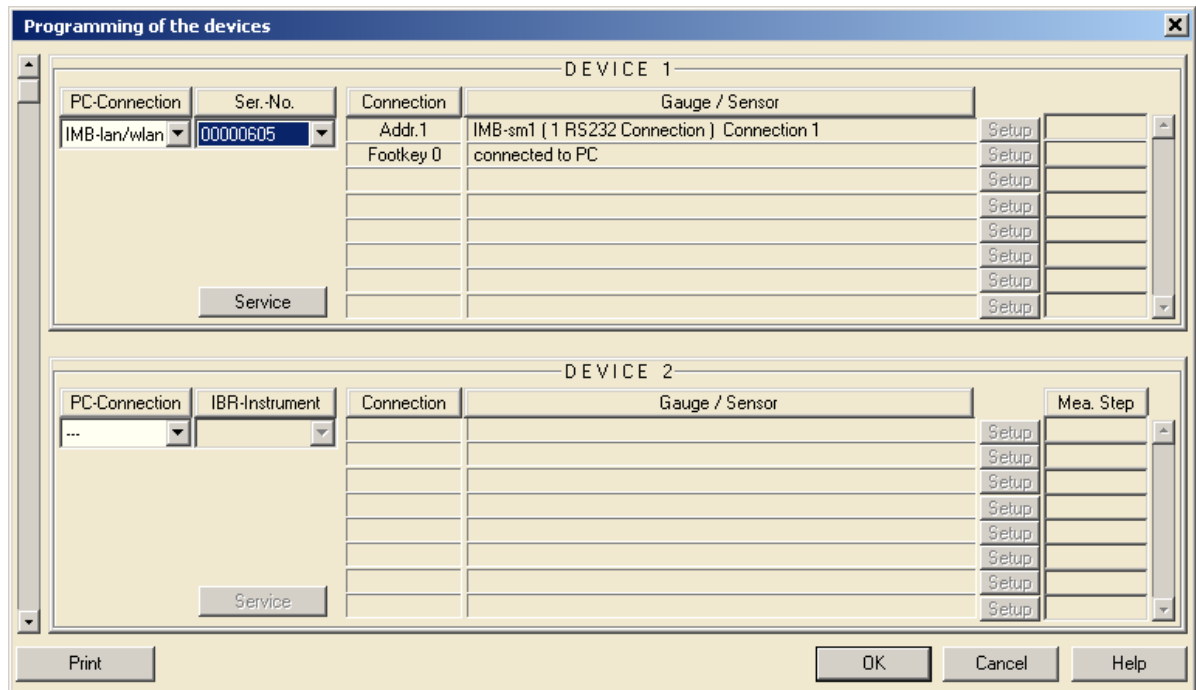 Programming of the devices
DEVICE 1
PC-Connection Ser.-No. Connection Gauge / Sensor
IMB-lan/wlan 00000605 Addr.1 IMB-sm1 ( 1 RS232 Connection ) Connection 1 Setup
Footkey 0 connected to PC Setup
Setup
Setup
Setup
Setup
Setup
Service Setup
DEVICE 2
PC-Connection IBR-Instrument Connection Gauge / Sensor Mea. Step
--- Setup
Setup
Setup
Setup
Setup
Setup
Setup
Service Setup
Print OK Cancel Help